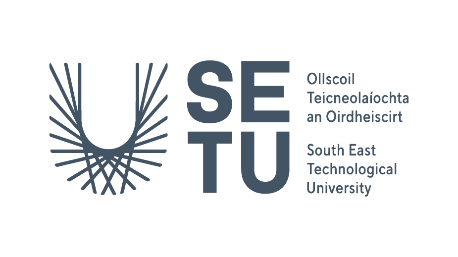 SE
TU
Ollscoil
Teicneolaíochta
an Oirdheiscirt
South East
Technological
University